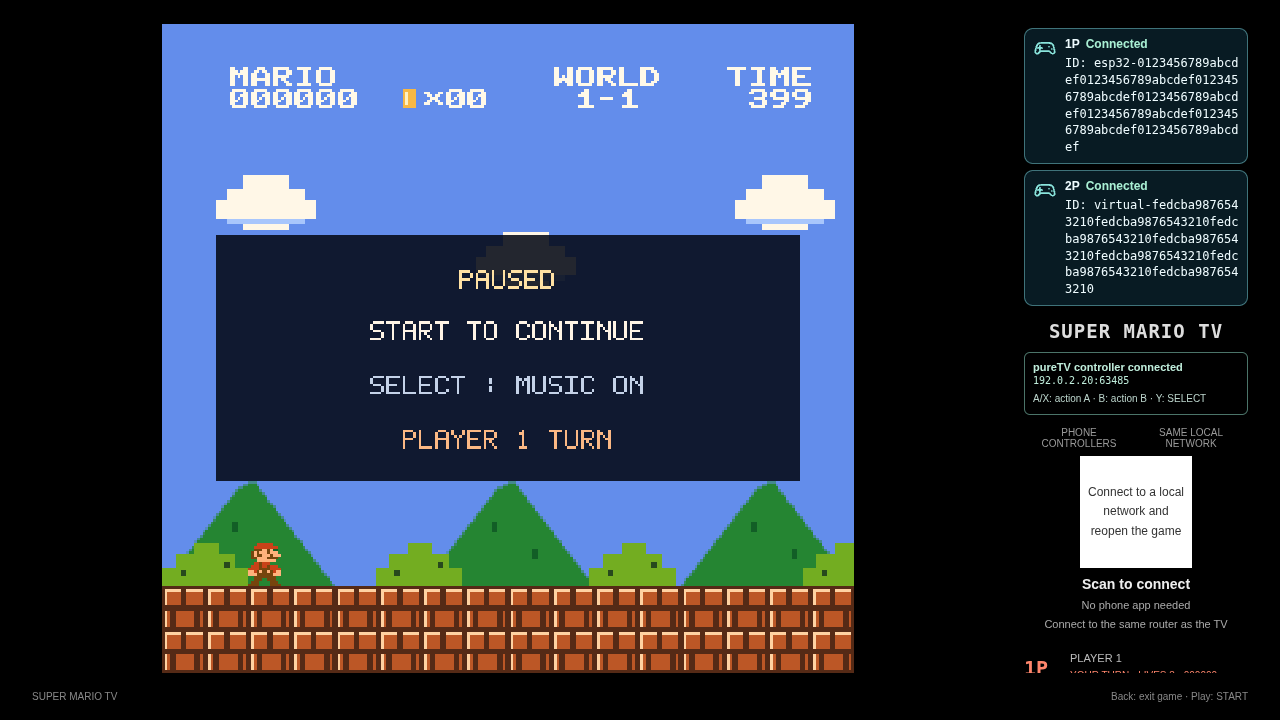 MARIO
WORLD
TIME
000000
×00
1-1
399
PAUSED
START TO CONTINUE
SELECT : MUSIC ON
PLAYER 1 TURN
1P Connected
ID: esp32-0123456789abcd
ef0123456789abcdef012345
6789abcdef0123456789abcd
ef0123456789abcdef012345
6789abcdef0123456789abcd
ef
2P Connected
ID: virtual-fedcba987654
3210fedcba9876543210fedc
ba9876543210fedcba987654
3210fedcba9876543210fedc
ba9876543210fedcba987654
3210
SUPER MARIO TV
pureTV controller connected
192.0.2.20:63485
A/X: action A · B: action B · Y: SELECT
PHONE CONTROLLERS
SAME LOCAL NETWORK
Connect to a local
network and
reopen the game
Scan to connect
No phone app needed
Connect to the same router as the TV
1P
PLAYER 1
SUPER MARIO TV
Back: exit game · Play: START